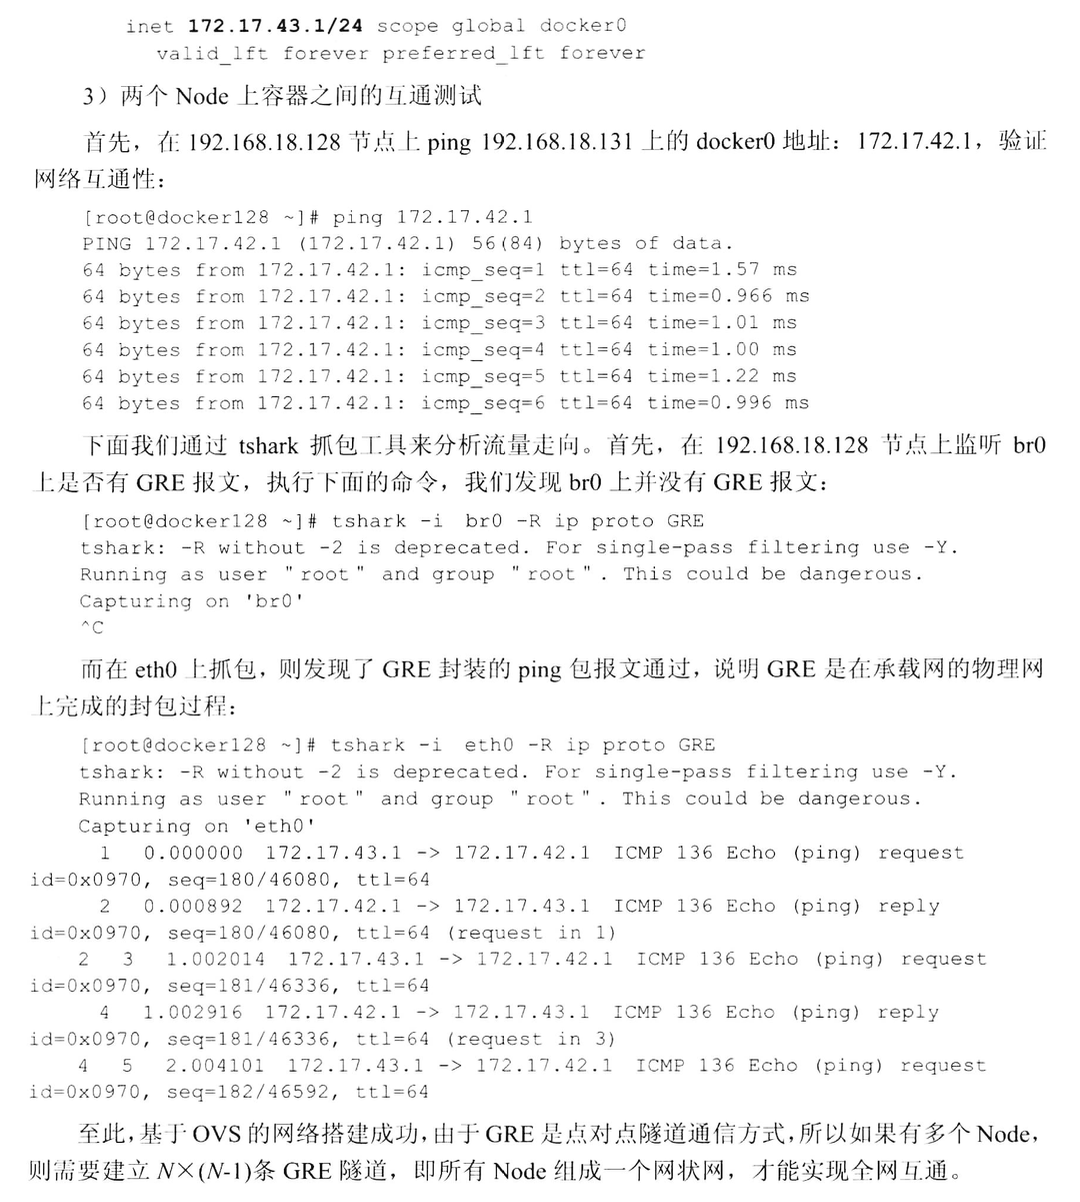 inet 172.17.43.1/24 scope global docker0
valid_lft forever preferred_lft forever
3）两个 Node 上容器之间的互通测试
首先，在 192.168.18.128 节点上 ping 192.168.18.131 上的 docker0 地址：172.17.42.1，验证
网络互通性：
[root@docker128 ~]# ping 172.17.42.1
PING 172.17.42.1 (172.17.42.1) 56(84) bytes of data.
64 bytes from 172.17.42.1: icmp_seq=1 ttl=64 time=1.57 ms
64 bytes from 172.17.42.1: icmp_seq=2 ttl=64 time=0.966 ms
64 bytes from 172.17.42.1: icmp_seq=3 ttl=64 time=1.01 ms
64 bytes from 172.17.42.1: icmp_seq=4 ttl=64 time=1.00 ms
64 bytes from 172.17.42.1: icmp_seq=5 ttl=64 time=1.22 ms
64 bytes from 172.17.42.1: icmp_seq=6 ttl=64 time=0.996 ms
下面我们通过 tshark 抓包工具来分析流量走向。首先，在 192.168.18.128 节点上监听 br0
上是否有 GRE 报文，执行下面的命令，我们发现 br0 上并没有 GRE 报文：
[root@docker128 ~]# tshark -i  br0 -R ip proto GRE
tshark: -R without -2 is deprecated. For single-pass filtering use -Y.
Running as user "root" and group "root". This could be dangerous.
Capturing on 'br0'
^C
而在 eth0 上抓包，则发现了 GRE 封装的 ping 包报文通过，说明 GRE 是在承载网的物理网
上完成的封包过程：
[root@docker128 ~]# tshark -i  eth0 -R ip proto GRE
tshark: -R without -2 is deprecated. For single-pass filtering use -Y.
Running as user "root" and group "root". This could be dangerous.
Capturing on 'eth0'
1   0.000000  172.17.43.1 -> 172.17.42.1  ICMP 136 Echo (ping) request
id=0x0970, seq=180/46080, ttl=64
2   0.000892  172.17.42.1 -> 172.17.43.1  ICMP 136 Echo (ping) reply
id=0x0970, seq=180/46080, ttl=64 (request in 1)
2   3   1.002014  172.17.43.1 -> 172.17.42.1  ICMP 136 Echo (ping) request
id=0x0970, seq=181/46336, ttl=64
4   1.002916  172.17.42.1 -> 172.17.43.1  ICMP 136 Echo (ping) reply
id=0x0970, seq=181/46336, ttl=64 (request in 3)
4   5   2.004101  172.17.43.1 -> 172.17.42.1  ICMP 136 Echo (ping) request
id=0x0970, seq=182/46592, ttl=64
至此，基于 OVS 的网络搭建成功，由于 GRE 是点对点隧道通信方式，所以如果有多个 Node，
则需要建立 N×(N-1)条 GRE 隧道，即所有 Node 组成一个网状网，才能实现全网互通。